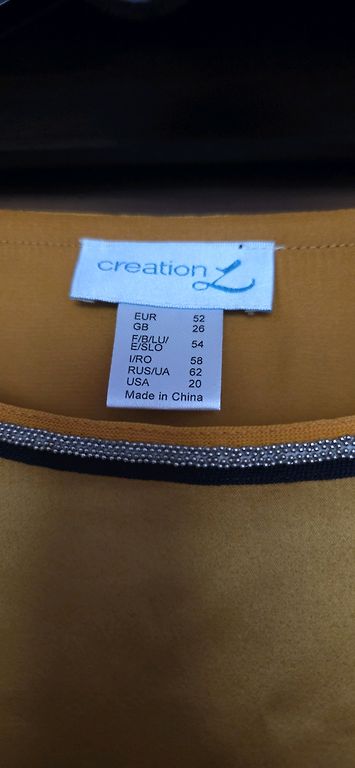 creation L
EUR 52
GB 26
F/B/LU/
E/SLO 54
I/RO 58
RUS/UA 62
USA 20
Made in China